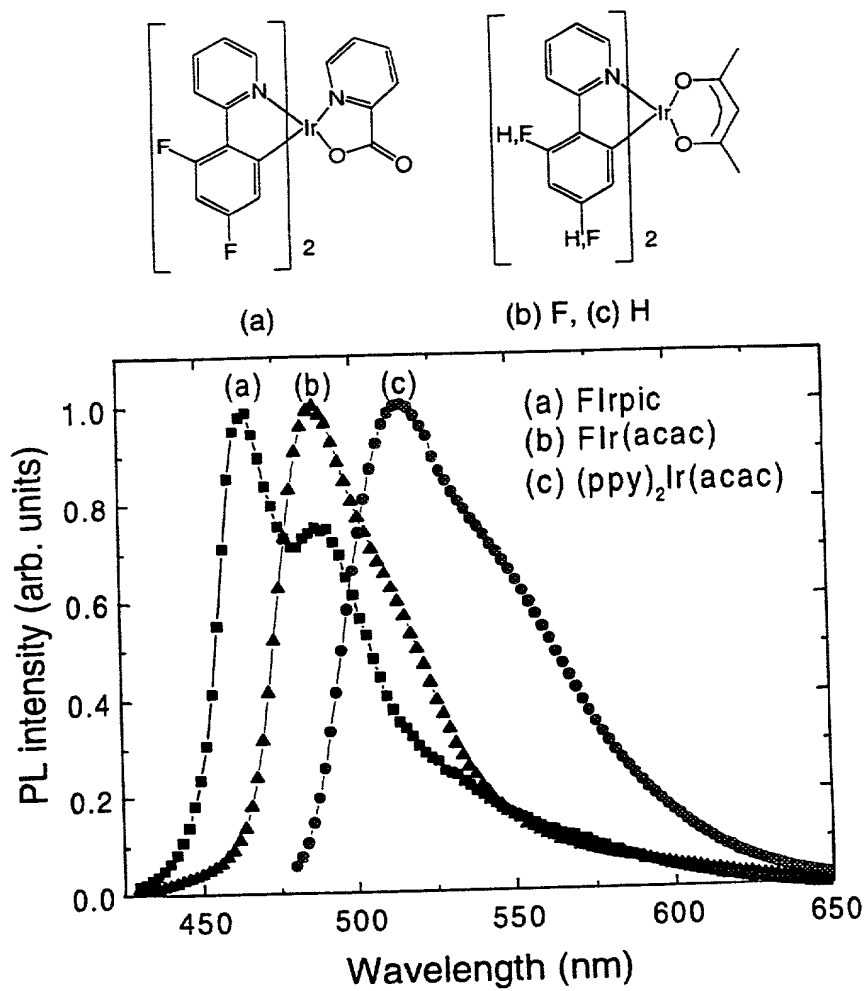 N
N
Ir
O
O
F
F
2
N
Ir
O
O
H,F
H,F
2
(a)
(b) F, (c) H
(a)
(b)
(c)
(a) FIrpic
(b) FIr(acac)
(c) (ppy)₂Ir(acac)
PL intensity (arb. units)
1.0
0.8
0.6
0.4
0.2
0.0
450
500
550
600
650
Wavelength (nm)